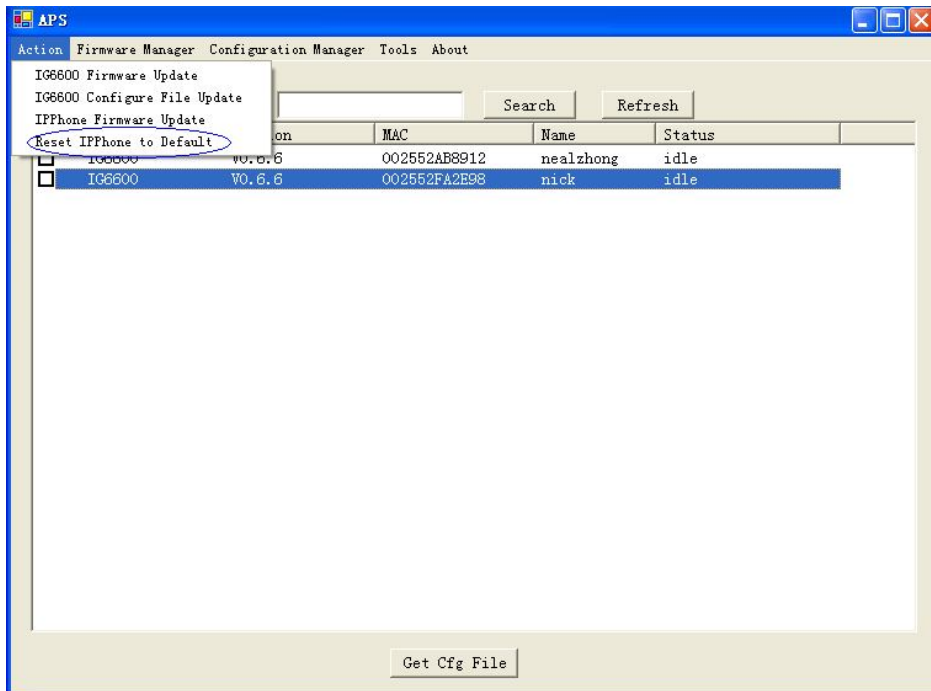 APS
Action Firmware Manager Configuration Manager Tools About
IG6600 Firmware Update
IG6600 Configure File Update
IPPhone Firmware Update
Reset IPPhone to Default
Search Refresh
on MAC Name Status
IG6600 V0.6.6 002552AB8912 nealzhong idle
IG6600 V0.6.6 002552FA2E98 nick idle
Get Cfg File